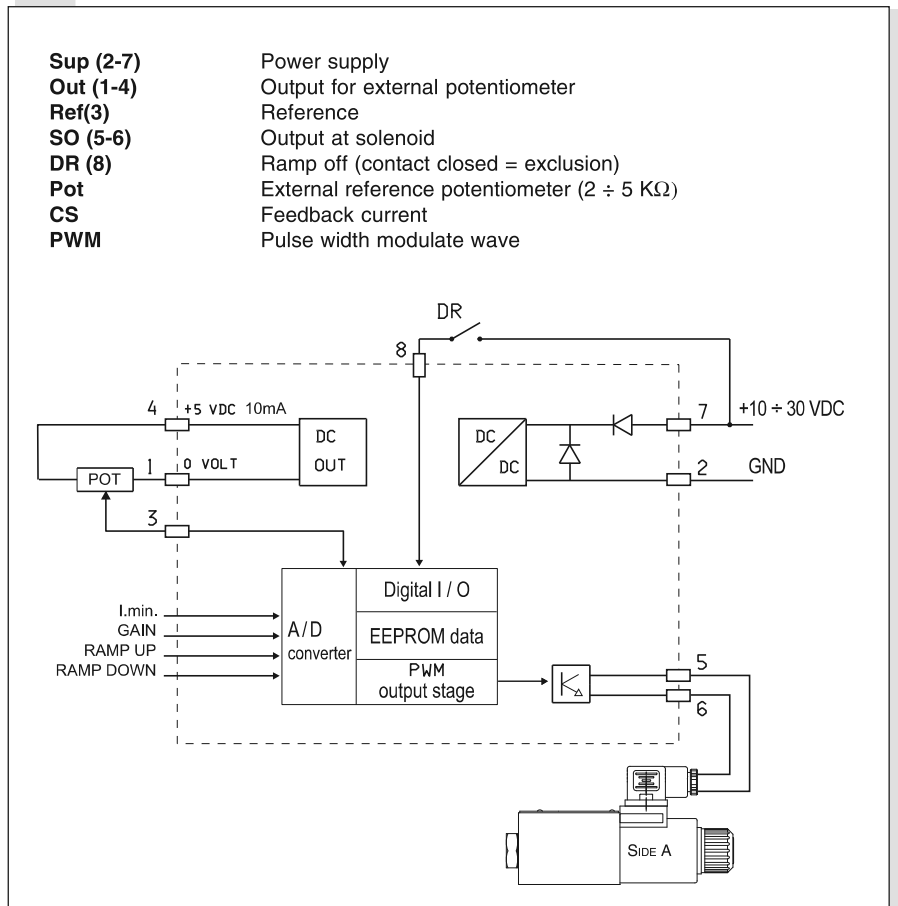 Sup (2-7) Power supply
Out (1-4) Output for external potentiometer
Ref(3) Reference
SO (5-6) Output at solenoid
DR (8) Ramp off (contact closed = exclusion)
Pot External reference potentiometer (2 ÷ 5 KΩ)
CS Feedback current
PWM Pulse width modulate wave
DR
8
4 +5 VDC 10mA
7 +10 ÷ 30 VDC
DC
OUT
DC
DC
1 0 VOLT
2 GND
POT
3
Digital I / O
I.min.
GAIN
RAMP UP
RAMP DOWN
A/D
converter
EEPROM data
PWM
output stage
5
6
SIDE A